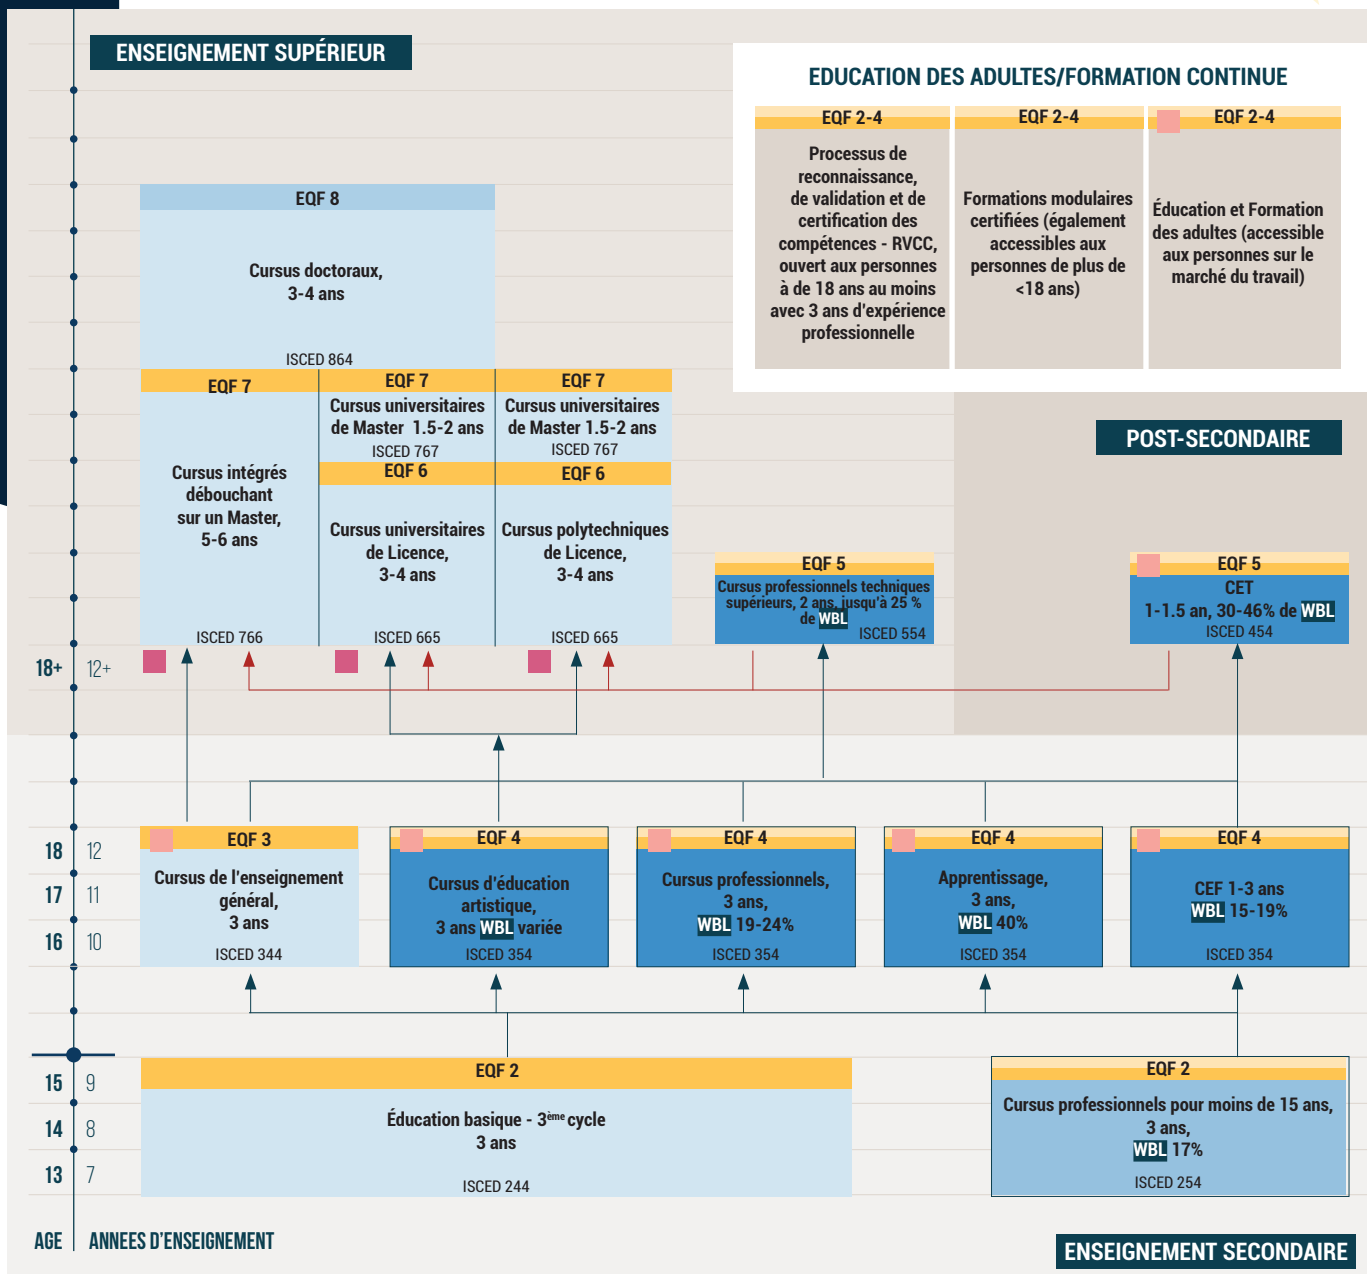 ENSEIGNEMENT SUPÉRIEUR
EDUCATION DES ADULTES/FORMATION CONTINUE
EQF 2-4
Processus de
reconnaissance,
de validation et de
certification des
compétences - RVCC,
ouvert aux personnes
à de 18 ans au moins
avec 3 ans d'expérience
professionnelle
EQF 2-4
Formations modulaires
certifiées (également
accessibles aux
personnes de plus de
<18 ans)
EQF 2-4
Éducation et Formation
des adultes (accessible
aux personnes sur le
marché du travail)
EQF 8
Cursus doctoraux,
3-4 ans
ISCED 864
EQF 7
Cursus intégrés
débouchant
sur un Master,
5-6 ans
ISCED 766
EQF 7
Cursus universitaires
de Master 1.5-2 ans
ISCED 767
EQF 6
Cursus universitaires
de Licence,
3-4 ans
ISCED 665
EQF 7
Cursus universitaires
de Master 1.5-2 ans
ISCED 767
EQF 6
Cursus polytechniques
de Licence,
3-4 ans
ISCED 665
POST-SECONDAIRE
EQF 5
Cursus professionnels techniques
supérieurs, 2 ans, jusqu'à 25 %
de WBL
ISCED 554
EQF 5
CET
1-1.5 an, 30-46% de WBL
ISCED 454
18+ 12+
18 12
17 11
16 10
EQF 3
Cursus de l'enseignement
général,
3 ans
ISCED 344
EQF 4
Cursus d'éducation
artistique,
3 ans WBL variée
ISCED 354
EQF 4
Cursus professionnels,
3 ans,
WBL 19-24%
ISCED 354
EQF 4
Apprentissage,
3 ans,
WBL 40%
ISCED 354
EQF 4
CEF 1-3 ans
WBL 15-19%
ISCED 354
15 9
14 8
13 7
EQF 2
Éducation basique - 3ème cycle
3 ans
ISCED 244
EQF 2
Cursus professionnels pour moins de 15 ans,
3 ans,
WBL 17%
ISCED 254
AGE ANNEES D'ENSEIGNEMENT
ENSEIGNEMENT SECONDAIRE